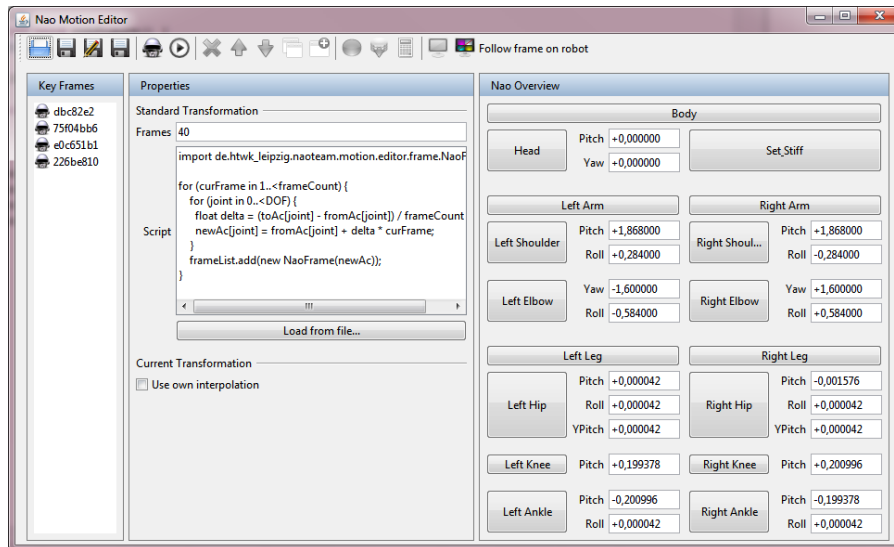 Nao Motion Editor
Follow frame on robot
Key Frames
dbc82e2
75f04bb6
e0c651b1
226be810
Properties
Standard Transformation
Frames 40
Script
import de.htwk_leipzig.naoteam.motion.editor.frame.NaoF
for (curFrame in 1..<frameCount) {
for (joint in 0..<DOF) {
float delta = (toAc[joint] - fromAc[joint]) / frameCount
newAc[joint] = fromAc[joint] + delta * curFrame;
}
frameList.add(new NaoFrame(newAc));
}
Load from file...
Current Transformation
Use own interpolation
Nao Overview
Body
Head Pitch +0,000000 Set_Stiff
Yaw +0,000000
Left Arm Right Arm
Left Shoulder Pitch +1,868000 Right Shoul... Pitch +1,868000
Roll +0,284000 Roll -0,284000
Left Elbow Yaw -1,600000 Right Elbow Yaw +1,600000
Roll -0,584000 Roll +0,584000
Left Leg Right Leg
Left Hip Pitch +0,000042 Right Hip Pitch -0,001576
Roll +0,000042 Roll +0,000042
YPitch +0,000042 YPitch +0,000042
Left Knee Pitch +0,199378 Right Knee Pitch +0,200996
Left Ankle Pitch -0,200996 Right Ankle Pitch -0,199378
Roll +0,000042 Roll +0,000042